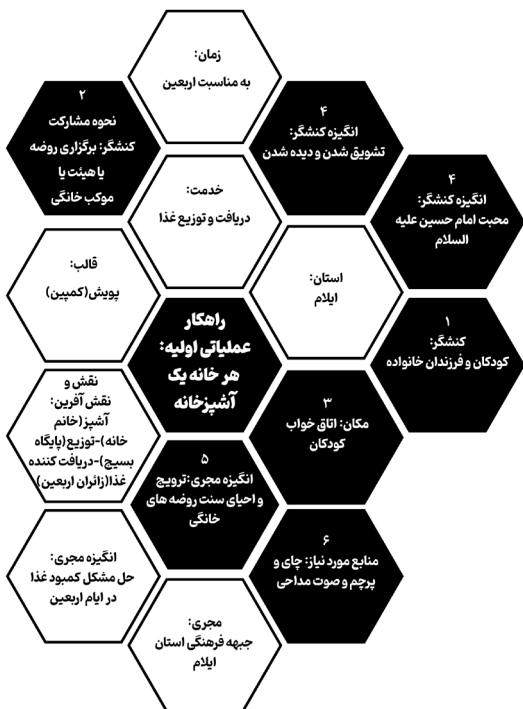 زمان:
به مناسبت اربعین
۲
نحوه مشارکت
کنشگر: برگزاری روضه
یا هیئت یا
موکب خانگی
۴
انگیزه کنشگر:
تشویق شدن و دیده شدن
خدمت:
دریافت و توزیع غذا
۴
انگیزه کنشگر:
محبت امام حسین علیه
السلام
قالب:
پویش(کمپین)
استان:
ایلام
راهکار
عملیاتی اولیه:
هر خانه یک
آشپزخانه
۱
کنشگر:
کودکان و فرزندان خانواده
نقش و
نقش آفرین:
آشپز(خانم
خانه)-توزیع(پایگاه
بسیج)-دریافت کننده
غذا(زائران اربعین)
۳
مکان: اتاق خواب
کودکان
۵
انگیزه مجری:ترویج
و احیای سنت روضه های
خانگی
انگیزه مجری:
حل مشکل کمبود غذا
در ایام اربعین
۶
منابع مورد نیاز: چای و
پرچم و صوت مداحی
مجری:
جبهه فرهنگی استان
ایلام